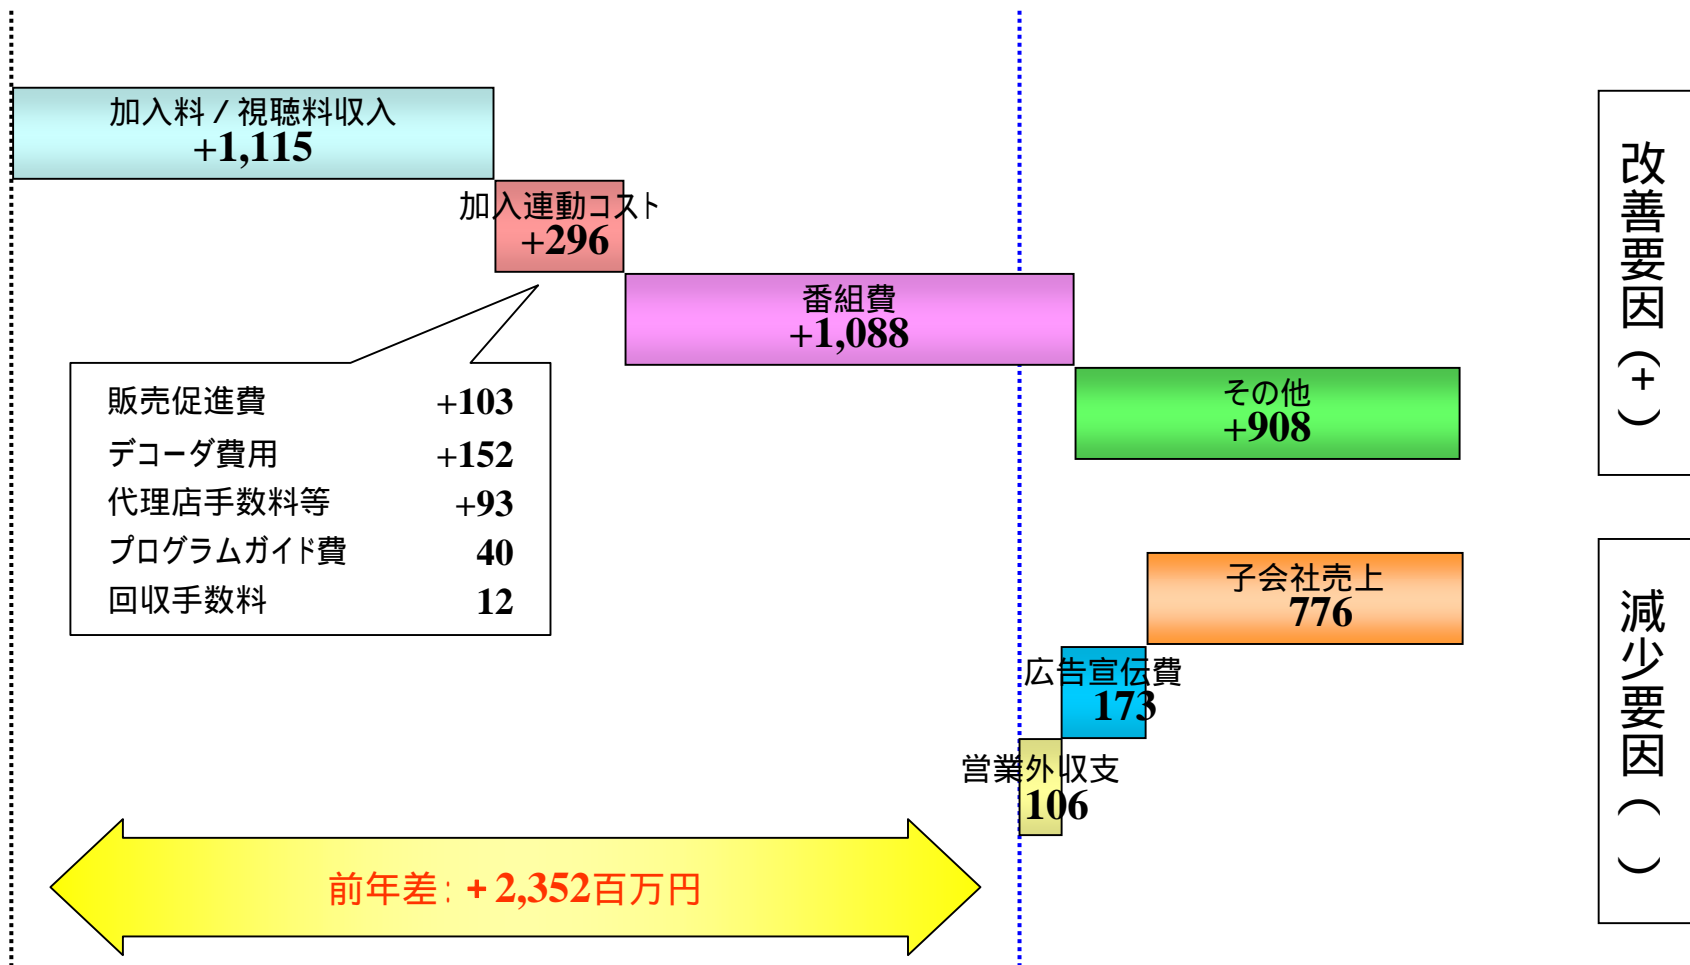 加入料 / 視聴料収入
+1,115
加入連動コスト
+296
番組費
+1,088
その他
+908
販売促進費 +103
デコーダ費用 +152
代理店手数料等 +93
プログラムガイド費 40
回収手数料 12
子会社売上
776
広告宣伝費
173
営業外収支
106
前年差: + 2,352百万円
改善要因(+)
減少要因( )